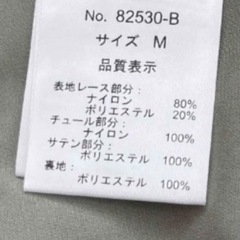 No. 82530-B
サイズ M
品質表示
表地レース部分:
ナイロン 80%
ポリエステル 20%
チュール部分:
ナイロン 100%
サテン部分:
ポリエステル 100%
裏地:
ポリエステル 100%